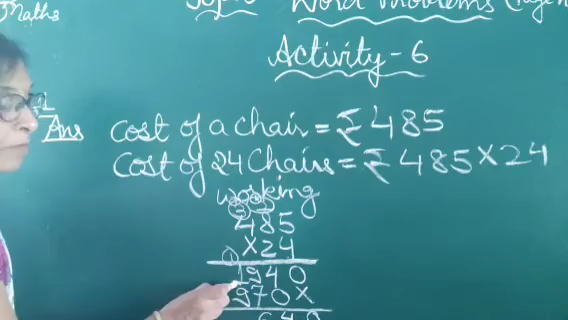 Maths
Topic - Word Problems
Activity-6
Ans
cost of a chair = ₹ 485
Cost of 24 Chairs = ₹ 485 × 24
working
485
×24
1940
970×